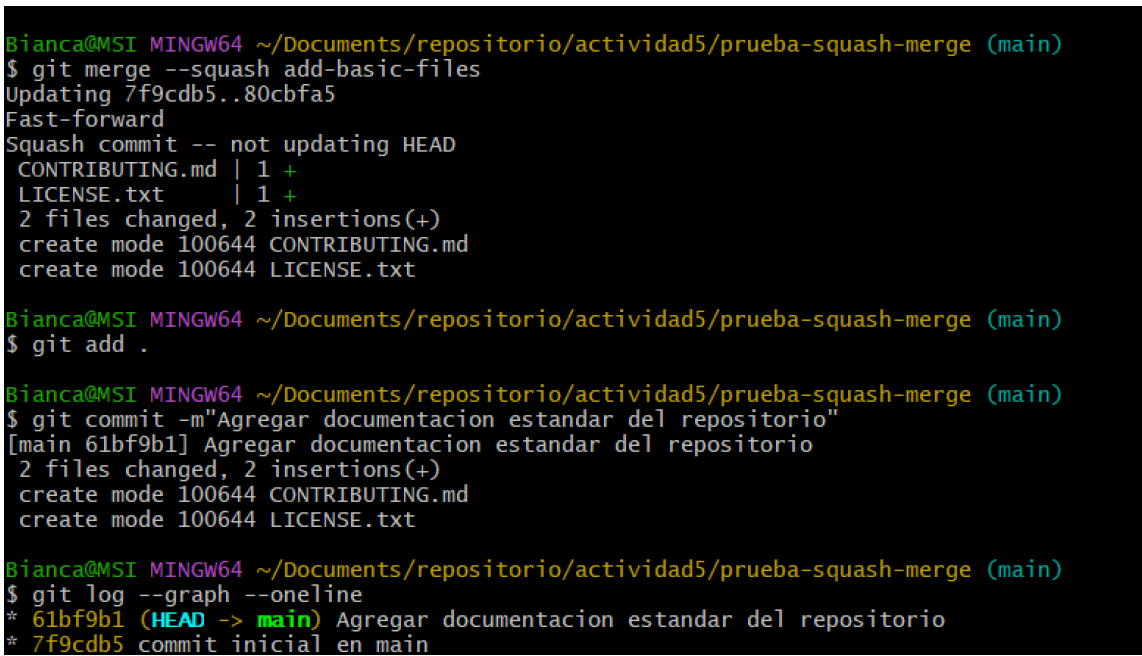 Bianca@MSI MINGW64 ~/Documents/repositorio/actividad5/prueba-squash-merge (main)
$ git merge --squash add-basic-files
Updating 7f9cdb5..80cbfa5
Fast-forward
Squash commit -- not updating HEAD
 CONTRIBUTING.md | 1 +
 LICENSE.txt     | 1 +
 2 files changed, 2 insertions(+)
 create mode 100644 CONTRIBUTING.md
 create mode 100644 LICENSE.txt
Bianca@MSI MINGW64 ~/Documents/repositorio/actividad5/prueba-squash-merge (main)
$ git add .
Bianca@MSI MINGW64 ~/Documents/repositorio/actividad5/prueba-squash-merge (main)
$ git commit -m"Agregar documentacion estandar del repositorio"
[main 61bf9b1] Agregar documentacion estandar del repositorio
 2 files changed, 2 insertions(+)
 create mode 100644 CONTRIBUTING.md
 create mode 100644 LICENSE.txt
Bianca@MSI MINGW64 ~/Documents/repositorio/actividad5/prueba-squash-merge (main)
$ git log --graph --oneline
* 61bf9b1 (HEAD -> main) Agregar documentacion estandar del repositorio
* 7f9cdb5 commit inicial en main